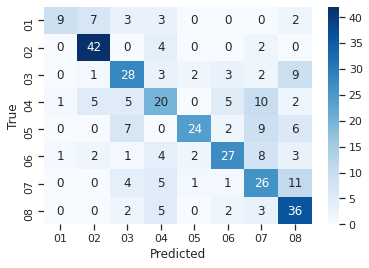 01 9 7 3 3 0 0 0 2
02 0 42 0 4 0 0 2 0
03 0 1 28 3 2 3 2 9
04 1 5 5 20 0 5 10 2
05 0 0 7 0 24 2 9 6
06 1 2 1 4 2 27 8 3
07 0 0 4 5 1 1 26 11
08 0 0 2 5 0 2 3 36
01 02 03 04 05 06 07 08
Predicted
True
40
35
30
25
20
15
10
5
0